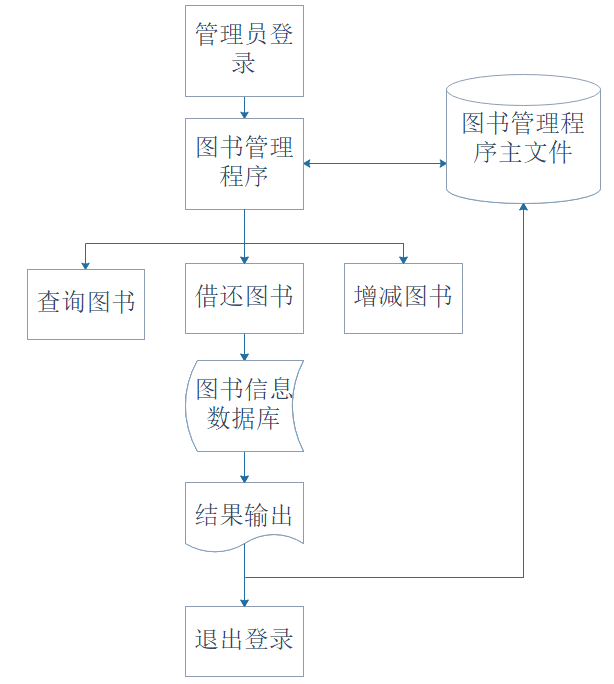 管理员登
录
图书管理
程序
图书管理程
序主文件
查询图书
借还图书
增减图书
图书信息
数据库
结果输出
退出登录